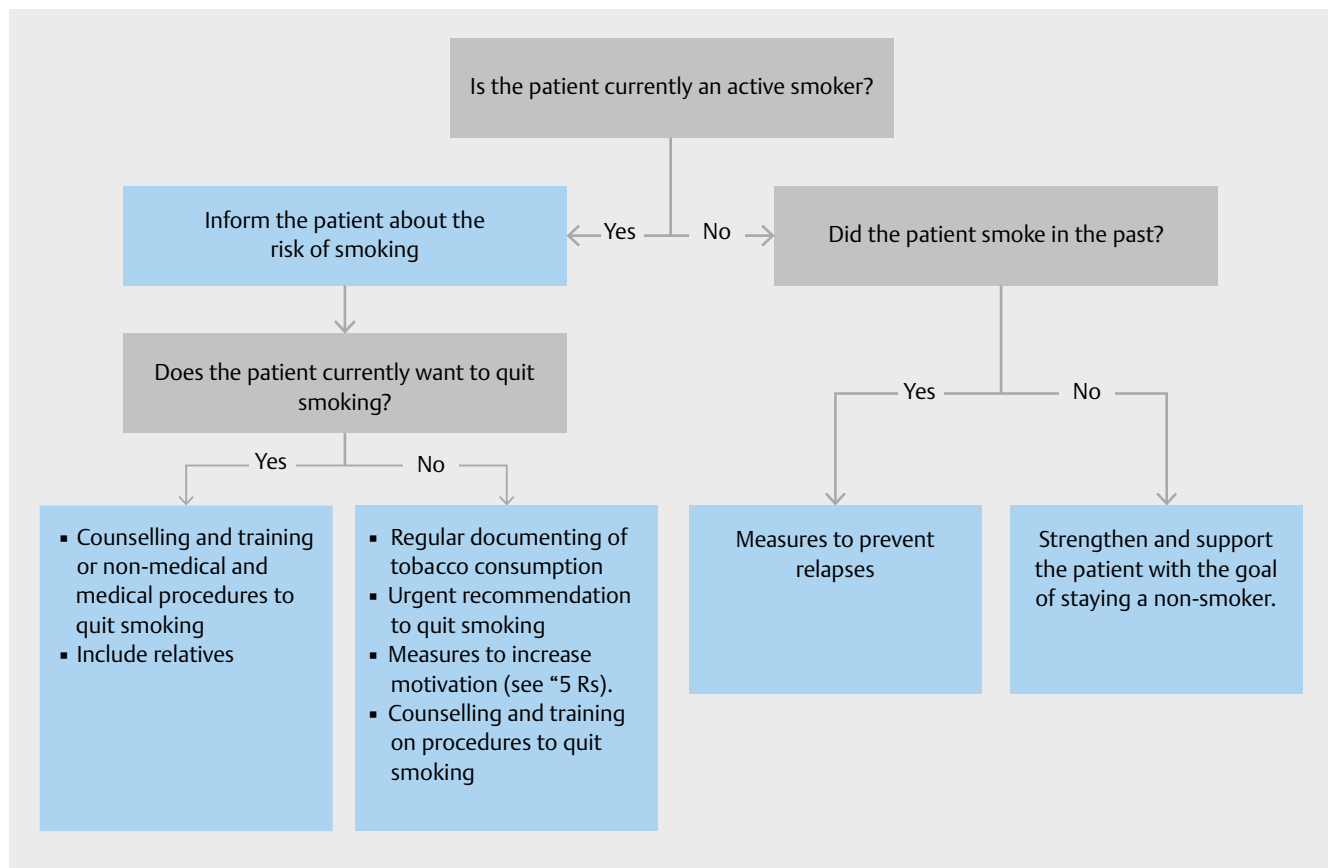 Is the patient currently an active smoker?
Inform the patient about the
risk of smoking
Yes
No
Did the patient smoke in the past?
Does the patient currently want to quit
smoking?
Yes
No
Yes
No
▪ Counselling and training
or non-medical and
medical procedures to
quit smoking
▪ Include relatives
▪ Regular documenting of
tobacco consumption
▪ Urgent recommendation
to quit smoking
▪ Measures to increase
motivation (see “5 Rs).
▪ Counselling and training
on procedures to quit
smoking
Measures to prevent
relapses
Strengthen and support
the patient with the goal
of staying a non-smoker.